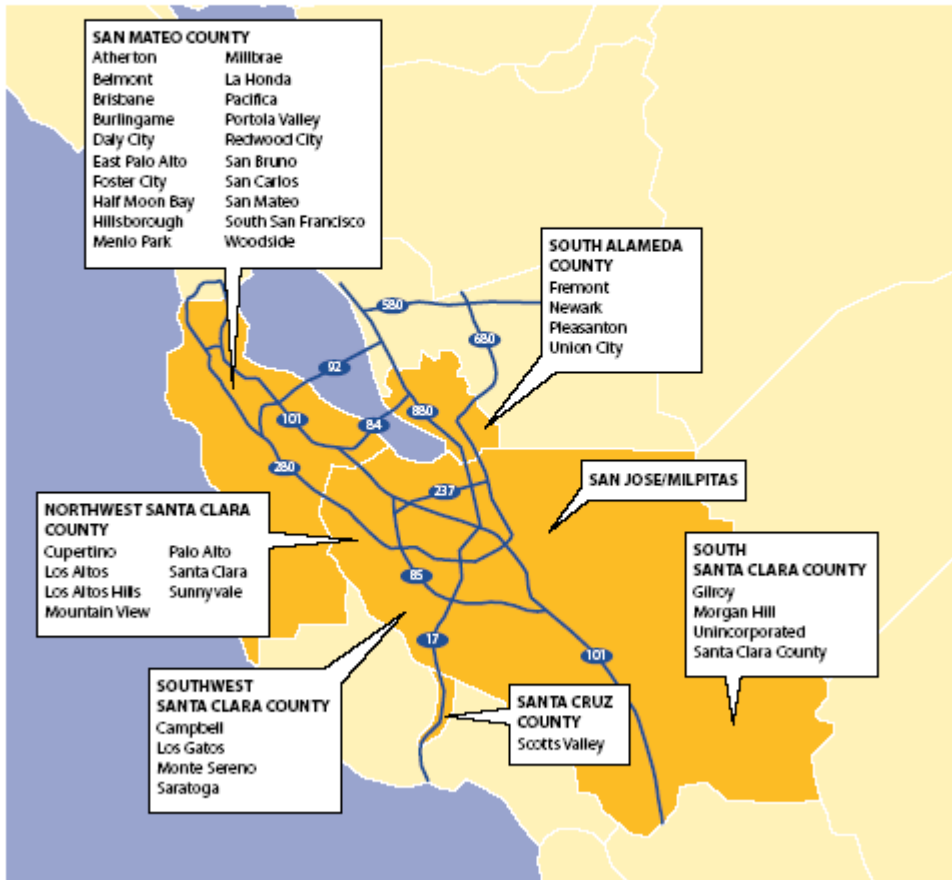 SAN MATEO COUNTY
Atherton
Belmont
Brisbane
Burlingame
Daly City
East Palo Alto
Foster City
Half Moon Bay
Hillsborough
Menlo Park
Millbrae
La Honda
Pacifica
Portola Valley
Redwood City
San Bruno
San Carlos
San Mateo
South San Francisco
Woodside
SOUTH ALAMEDA
COUNTY
Fremont
Newark
Pleasanton
Union City
580
680
92
101
84
880
280
237
SAN JOSE/MILPITAS
NORTHWEST SANTA CLARA
COUNTY
Cupertino
Los Altos
Los Altos Hills
Mountain View
Palo Alto
Santa Clara
Sunnyvale
85
17
101
SOUTH
SANTA CLARA COUNTY
Gilroy
Morgan Hill
Unincorporated
Santa Clara County
SOUTHWEST
SANTA CLARA COUNTY
Campbell
Los Gatos
Monte Sereno
Saratoga
SANTA CRUZ
COUNTY
Scotts Valley